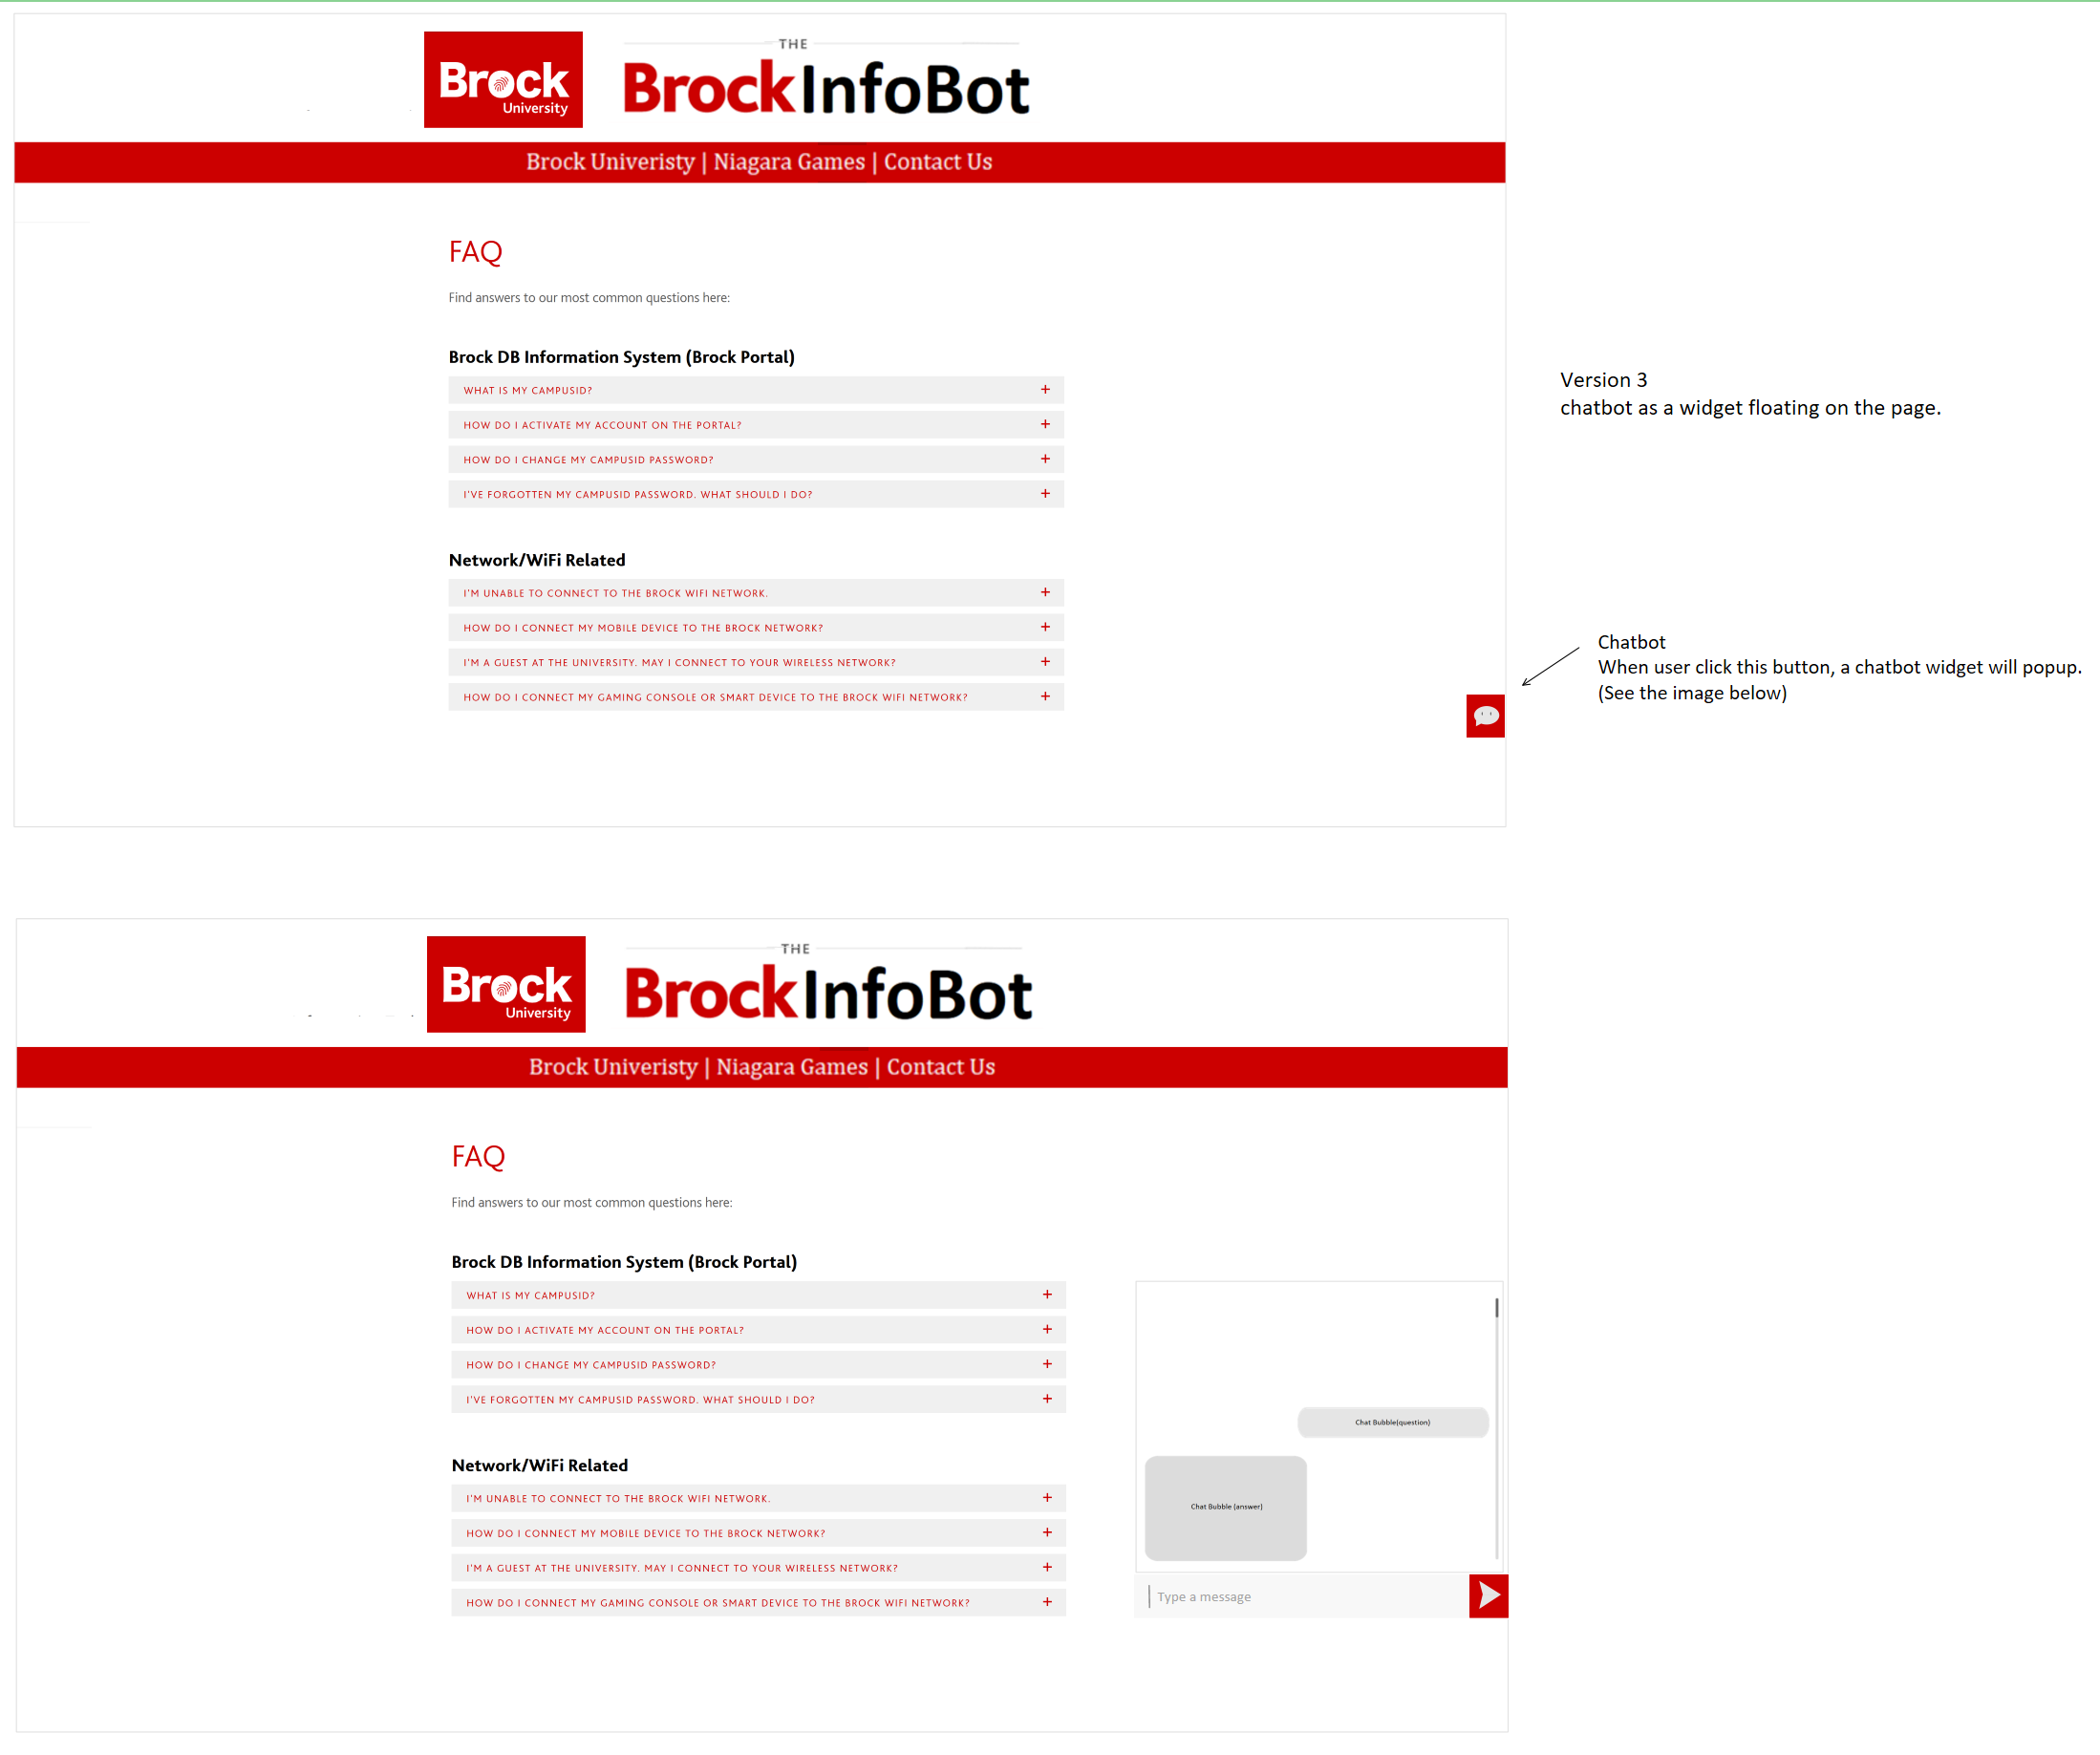 Brock
University
THE
BrockInfoBot
Brock Univeristy | Niagara Games | Contact Us
FAQ
Find answers to our most common questions here:
Brock DB Information System (Brock Portal)
WHAT IS MY CAMPUSID? +
HOW DO I ACTIVATE MY ACCOUNT ON THE PORTAL? +
HOW DO I CHANGE MY CAMPUSID PASSWORD? +
I'VE FORGOTTEN MY CAMPUSID PASSWORD. WHAT SHOULD I DO? +
Network/WiFi Related
I'M UNABLE TO CONNECT TO THE BROCK WIFI NETWORK. +
HOW DO I CONNECT MY MOBILE DEVICE TO THE BROCK NETWORK? +
I'M A GUEST AT THE UNIVERSITY. MAY I CONNECT TO YOUR WIRELESS NETWORK? +
HOW DO I CONNECT MY GAMING CONSOLE OR SMART DEVICE TO THE BROCK WIFI NETWORK? +
Version 3
chatbot as a widget floating on the page.
Chatbot
When user click this button, a chatbot widget will popup.
(See the image below)
Brock
University
THE
BrockInfoBot
Brock Univeristy | Niagara Games | Contact Us
FAQ
Find answers to our most common questions here:
Brock DB Information System (Brock Portal)
WHAT IS MY CAMPUSID? +
HOW DO I ACTIVATE MY ACCOUNT ON THE PORTAL? +
HOW DO I CHANGE MY CAMPUSID PASSWORD? +
I'VE FORGOTTEN MY CAMPUSID PASSWORD. WHAT SHOULD I DO? +
Network/WiFi Related
I'M UNABLE TO CONNECT TO THE BROCK WIFI NETWORK. +
HOW DO I CONNECT MY MOBILE DEVICE TO THE BROCK NETWORK? +
I'M A GUEST AT THE UNIVERSITY. MAY I CONNECT TO YOUR WIRELESS NETWORK? +
HOW DO I CONNECT MY GAMING CONSOLE OR SMART DEVICE TO THE BROCK WIFI NETWORK? +
Chat Bubble(question)
Chat Bubble (answer)
Type a message